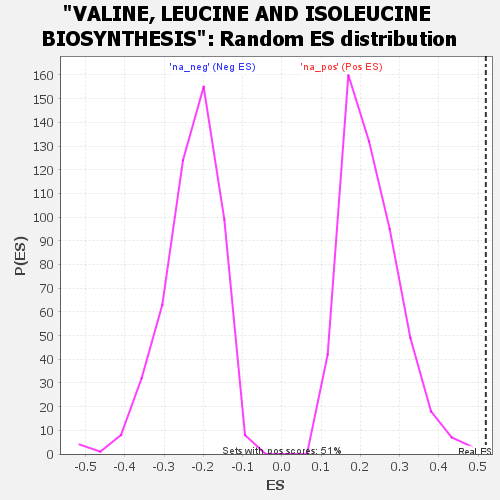 "VALINE, LEUCINE AND ISOLEUCINE
BIOSYNTHESIS": Random ES distribution
'na_neg' (Neg ES) 'na_pos' (Pos ES)
160
150
140
130
120
110
100
90
80
70
60
50
40
30
20
10
0
P(ES)
Sets with pos scores: 51%
Real ES
-0.5 -0.4 -0.3 -0.2 -0.1 0.0 0.1 0.2 0.3 0.4 0.5
ES